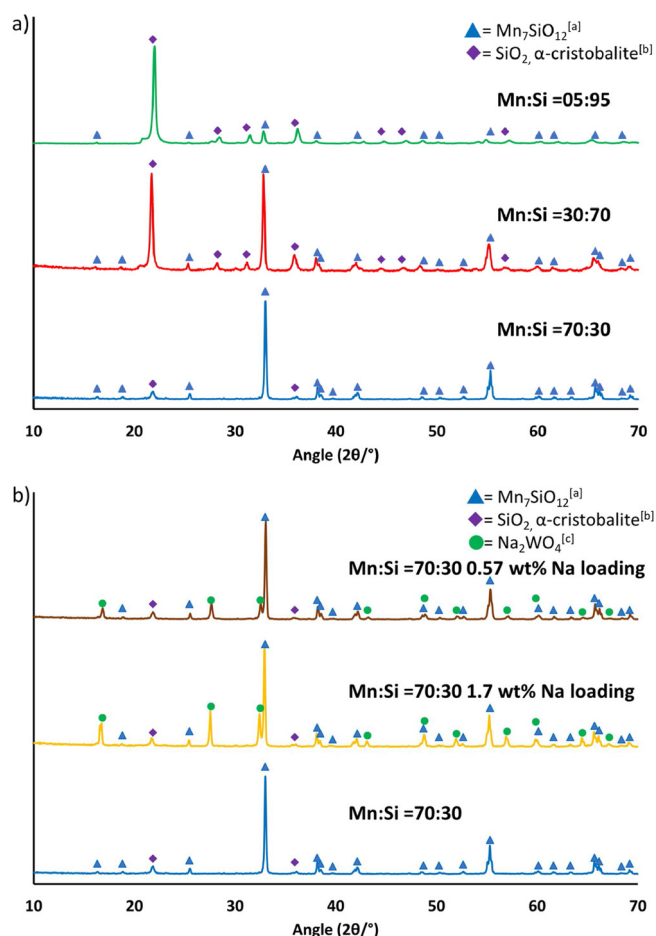 a)
▲= Mn₇SiO₁₂[a]
◆= SiO₂, α-cristobalite[b]
Mn:Si =05:95
Mn:Si =30:70
Mn:Si =70:30
10 20 30 40 50 60 70
Angle (2θ/°)
b)
▲= Mn₇SiO₁₂[a]
◆= SiO₂, α-cristobalite[b]
●= Na₂WO₄[c]
Mn:Si =70:30 0.57 wt% Na loading
Mn:Si =70:30 1.7 wt% Na loading
Mn:Si =70:30
10 20 30 40 50 60 70
Angle (2θ/°)